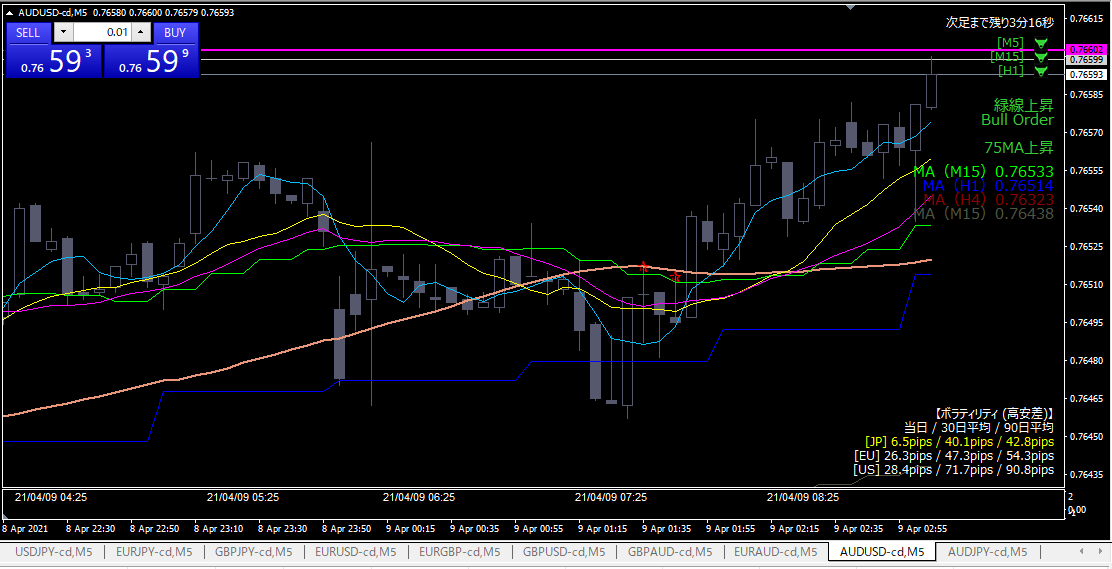 AUDUSD-cd,M5 0.76580 0.76600 0.76579 0.76593
SELL 0.01 BUY
0.76 59 3 0.76 59 9
次足まで残り3分16秒
[M5]
[M15]
[H1]
緑線上昇
Bull Order
75MA上昇
MA（M15）0.76533
MA（H1）0.76514
MA（H4）0.76323
MA（M15）0.76438
【ボラティリティ(高安差)】
当日 / 30日平均 / 90日平均
[JP] 6.5pips / 40.1pips / 42.8pips
[EU] 26.3pips / 47.3pips / 54.3pips
[US] 28.4pips / 71.7pips / 90.8pips
0.76615
0.76602
0.76599
0.76593
0.76585
0.76570
0.76555
0.76540
0.76525
0.76510
0.76495
0.76480
0.76465
0.76450
0.76435
2
0.00
21/04/09 04:25 21/04/09 05:25 21/04/09 06:25 21/04/09 07:25 21/04/09 08:25
8 Apr 2021 8 Apr 22:30 8 Apr 22:50 8 Apr 23:10 8 Apr 23:30 8 Apr 23:50 9 Apr 00:15 9 Apr 00:35 9 Apr 00:55 9 Apr 01:15 9 Apr 01:35 9 Apr 01:55 9 Apr 02:15 9 Apr 02:35 9 Apr 02:55
USDJPY-cd,M5 EURJPY-cd,M5 GBPJPY-cd,M5 EURUSD-cd,M5 EURGBP-cd,M5 GBPUSD-cd,M5 GBPAUD-cd,M5 EURAUD-cd,M5 AUDUSD-cd,M5 AUDJPY-cd,M5